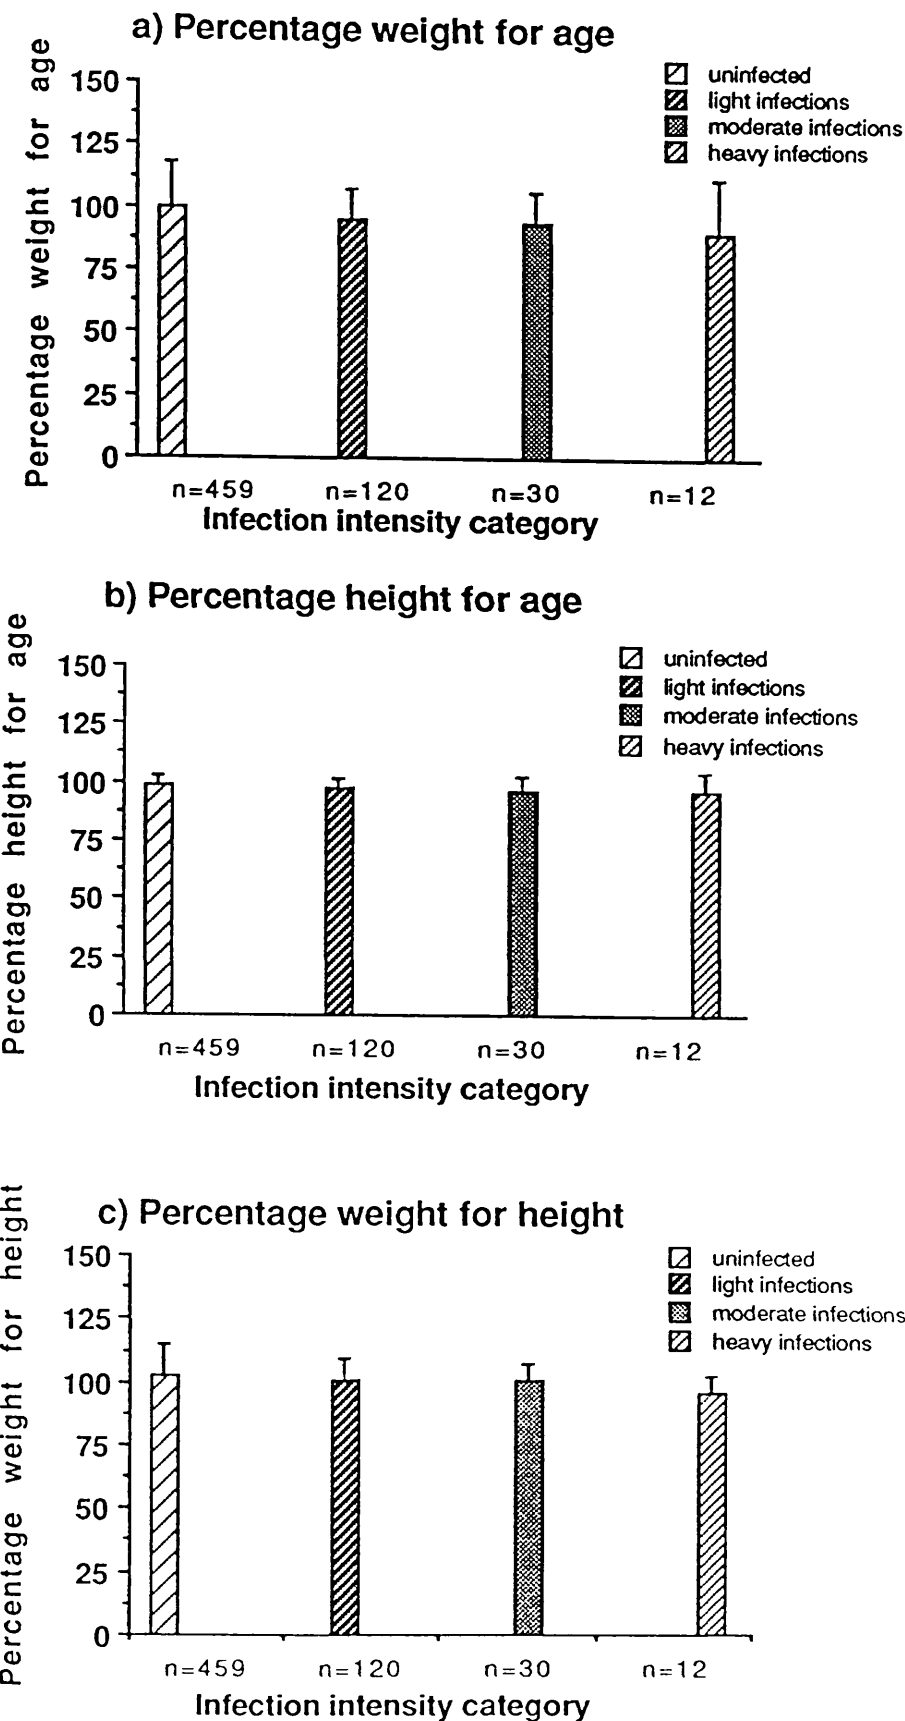 a) Percentage weight for age
Percentage weight for age
150
125
100
75
50
25
0
uninfected
light infections
moderate infections
heavy infections
n=459 n=120 n=30 n=12
Infection intensity category
b) Percentage height for age
Percentage height for age
150
125
100
75
50
25
0
uninfected
light infections
moderate infections
heavy infections
n=459 n=120 n=30 n=12
Infection intensity category
c) Percentage weight for height
Percentage weight for height
150
125
100
75
50
25
0
uninfected
light infections
moderate infections
heavy infections
n=459 n=120 n=30 n=12
Infection intensity category